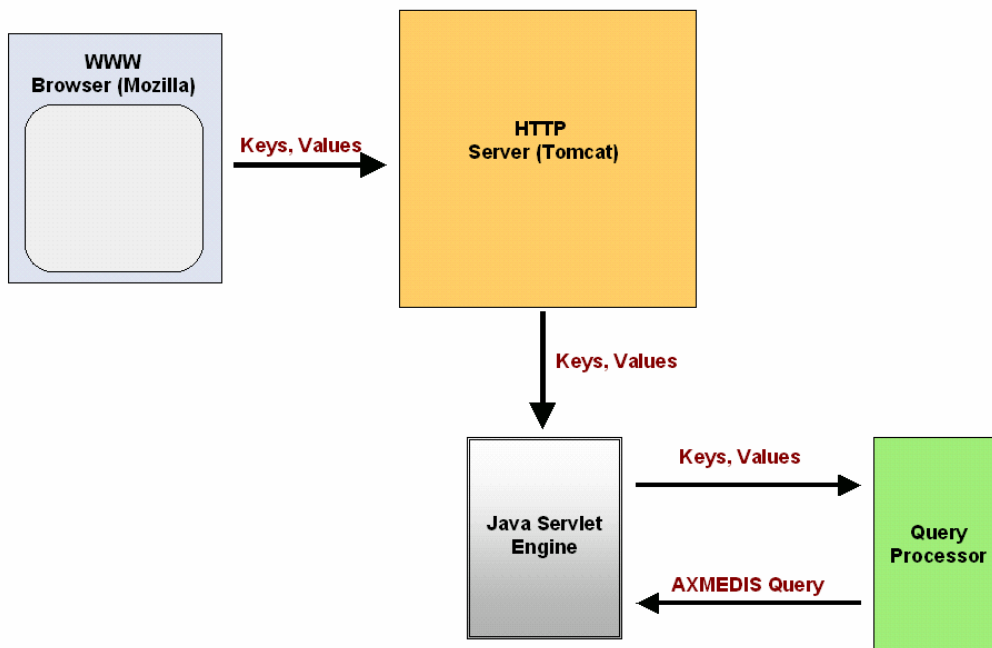 WWW
Browser (Mozilla)
Keys, Values
HTTP
Server (Tomcat)
Keys, Values
Java Servlet
Engine
Keys, Values
AXMEDIS Query
Query
Processor